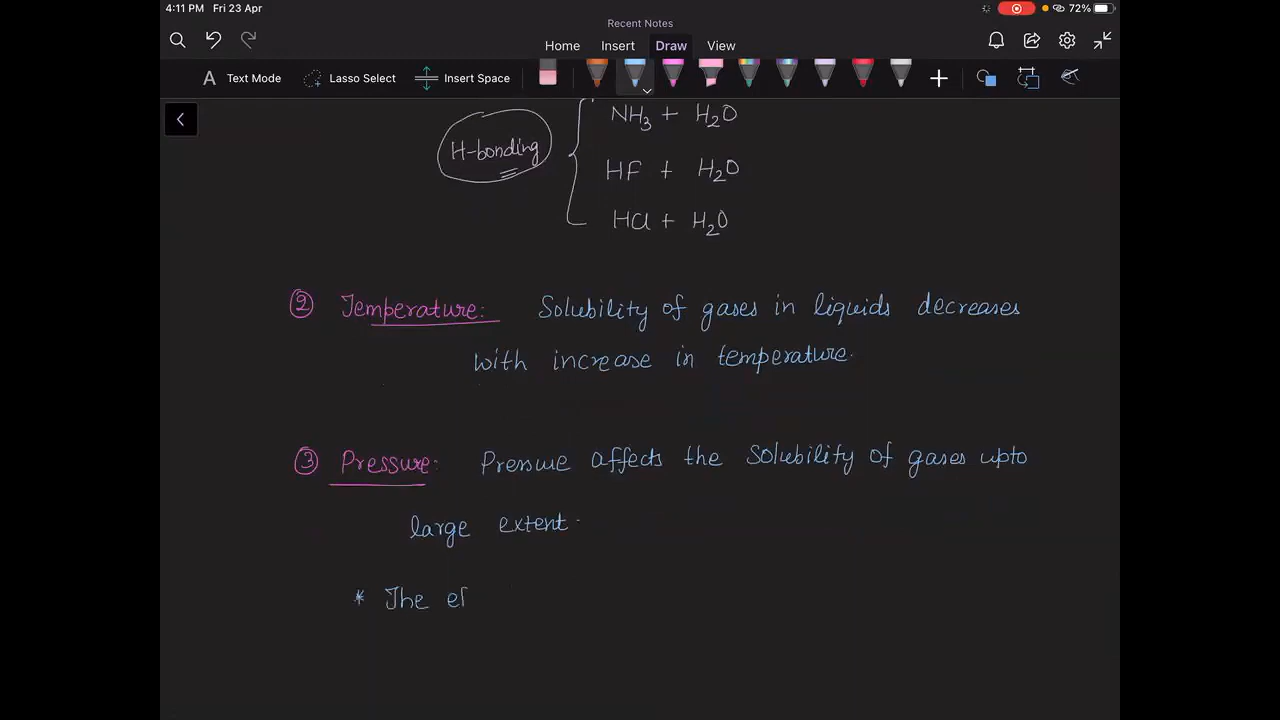 4:11 PM Fri 23 Apr
72%
Recent Notes
Home Insert Draw View
Text Mode Lasso Select Insert Space
NH3 + H2O
H-bonding
HF + H2O
HCl + H2O
② Temperature: Solubility of gases in liquids decreases
with increase in temperature.
③ Pressure: Pressure affects the solubility of gases upto
large extent.
* The ef